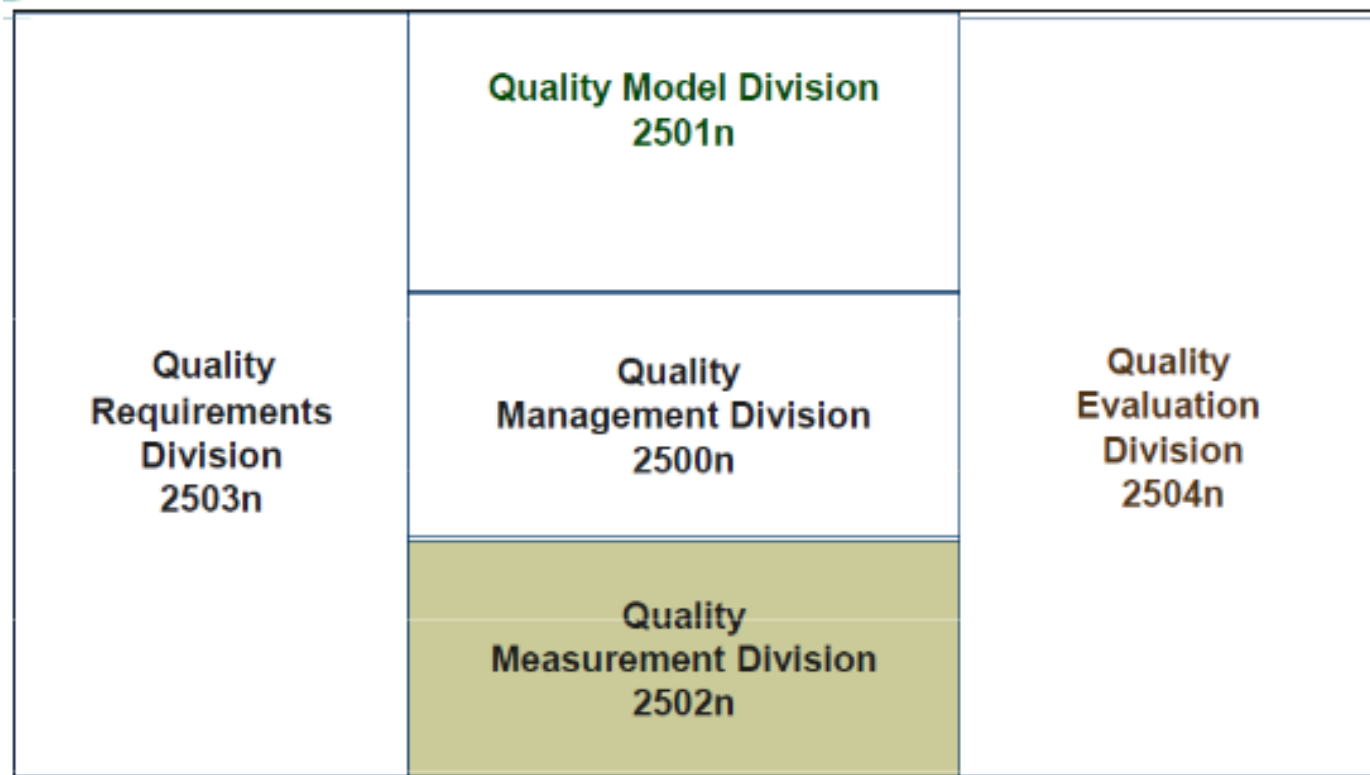 Quality Model Division
2501n
Quality
Requirements
Division
2503n
Quality
Management Division
2500n
Quality
Evaluation
Division
2504n
Quality
Measurement Division
2502n